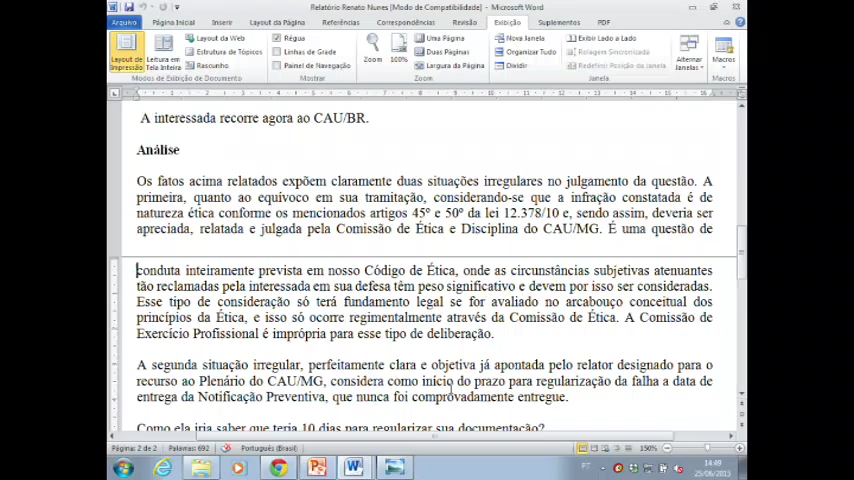 Relatório Renato Nunes [Modo de Compatibilidade] - Microsoft Word
Arquivo Página Inicial Inserir Layout da Página Referências Correspondências Revisão Exibição Suplementos PDF
Layout de Impressão
Leitura em Tela Inteira
Layout da Web
Estrutura de Tópicos
Rascunho
Modos de Exibição de Documento
Régua
Linhas de Grade
Painel de Navegação
Mostrar
Zoom
100%
Uma Página
Duas Páginas
Largura da Página
Zoom
Nova Janela
Organizar Tudo
Dividir
Exibir Lado a Lado
Rolagem Sincronizada
Redefinir Posição da Janela
Janela
Alternar Janelas
Macros
Macros
A interessada recorre agora ao CAU/BR.
Análise
Os fatos acima relatados expõem claramente duas situações irregulares no julgamento da questão. A
primeira, quanto ao equívoco em sua tramitação, considerando-se que a infração constatada é de
natureza ética conforme os mencionados artigos 45º e 50º da lei 12.378/10 e, sendo assim, deveria ser
apreciada, relatada e julgada pela Comissão de Ética e Disciplina do CAU/MG. É uma questão de
conduta inteiramente prevista em nosso Código de Ética, onde as circunstâncias subjetivas atenuantes
tão reclamadas pela interessada em sua defesa têm peso significativo e devem por isso ser consideradas.
Esse tipo de consideração só terá fundamento legal se for avaliado no arcabouço conceitual dos
princípios da Ética, e isso só ocorre regimentalmente através da Comissão de Ética. A Comissão de
Exercício Profissional é imprópria para esse tipo de deliberação.
A segunda situação irregular, perfeitamente clara e objetiva já apontada pelo relator designado para o
recurso ao Plenário do CAU/MG, considera como início do prazo para regularização da falha a data de
entrega da Notificação Preventiva, que nunca foi comprovadamente entregue.
Como ela iria saber que teria 10 dias para regularizar sua documentação?
Página: 2 de 2 Palavras: 692 Português (Brasil) 150%
PT 14:49
25/06/2015